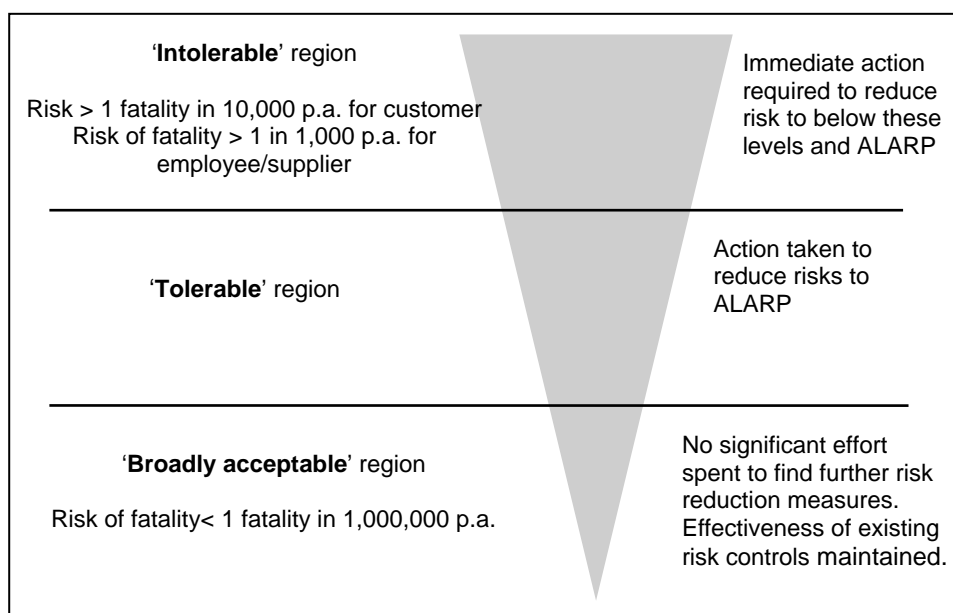 ‘Intolerable’ region
Risk > 1 fatality in 10,000 p.a. for customer
Risk of fatality > 1 in 1,000 p.a. for
employee/supplier
Immediate action
required to reduce
risk to below these
levels and ALARP
‘Tolerable’ region
Action taken to
reduce risks to
ALARP
‘Broadly acceptable’ region
Risk of fatality< 1 fatality in 1,000,000 p.a.
No significant effort
spent to find further risk
reduction measures.
Effectiveness of existing
risk controls maintained.